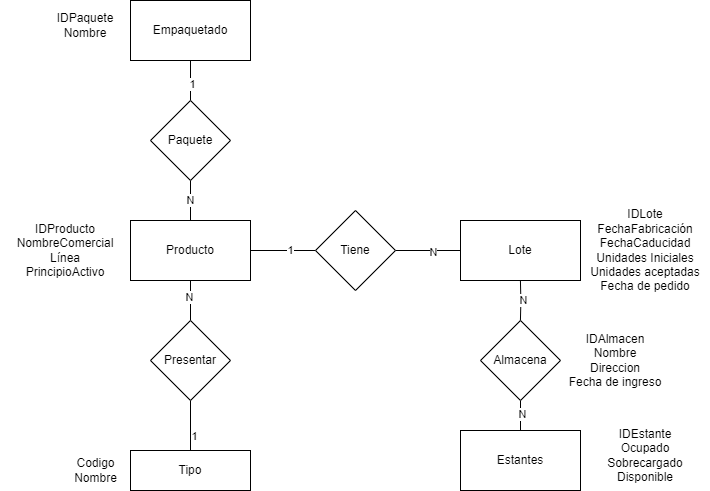 IDPaquete
Nombre
Empaquetado
1
Paquete
N
IDProducto
NombreComercial
Línea
PrincipioActivo
Producto
1
Tiene
N
Lote
IDLote
FechaFabricación
FechaCaducidad
Unidades Iniciales
Unidades aceptadas
Fecha de pedido
N
Presentar
1
Codigo
Nombre
Tipo
N
Almacena
IDAlmacen
Nombre
Direccion
Fecha de ingreso
N
Estantes
IDEstante
Ocupado
Sobrecargado
Disponible